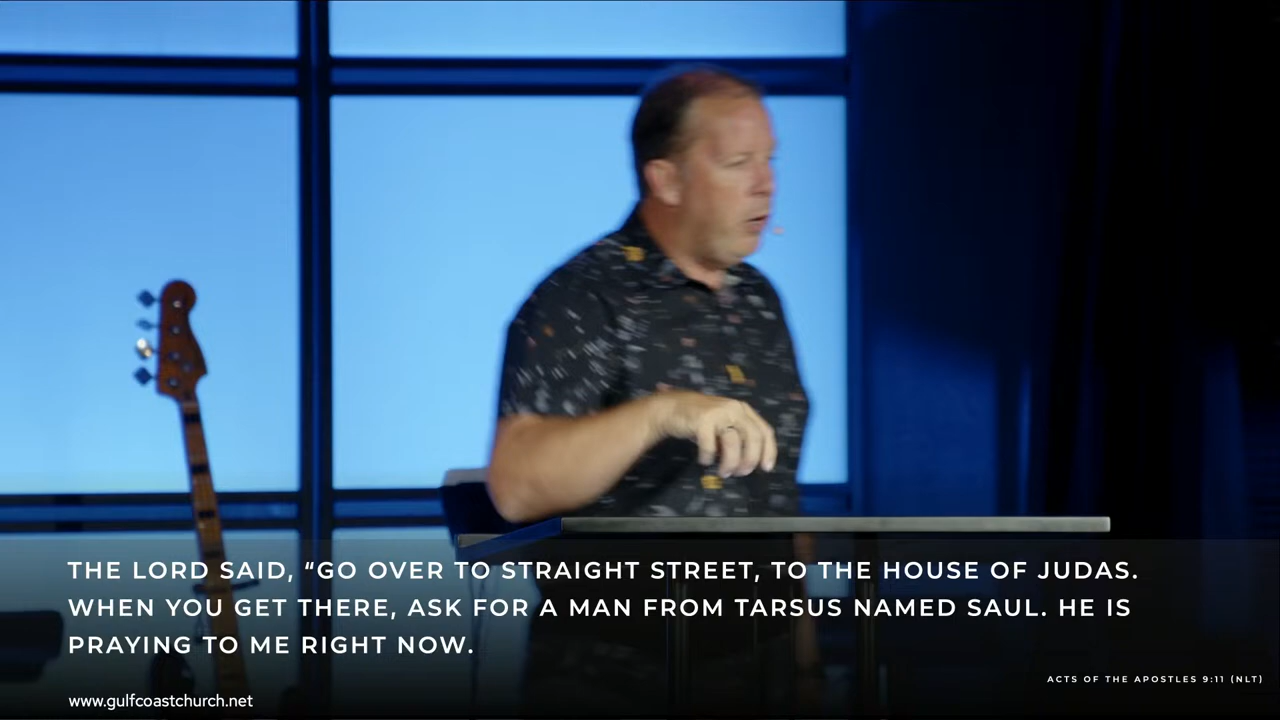 THE LORD SAID, “GO OVER TO STRAIGHT STREET, TO THE HOUSE OF JUDAS.
WHEN YOU GET THERE, ASK FOR A MAN FROM TARSUS NAMED SAUL. HE IS
PRAYING TO ME RIGHT NOW.
ACTS OF THE APOSTLES 9:11 (NLT)
www.gulfcoastchurch.net